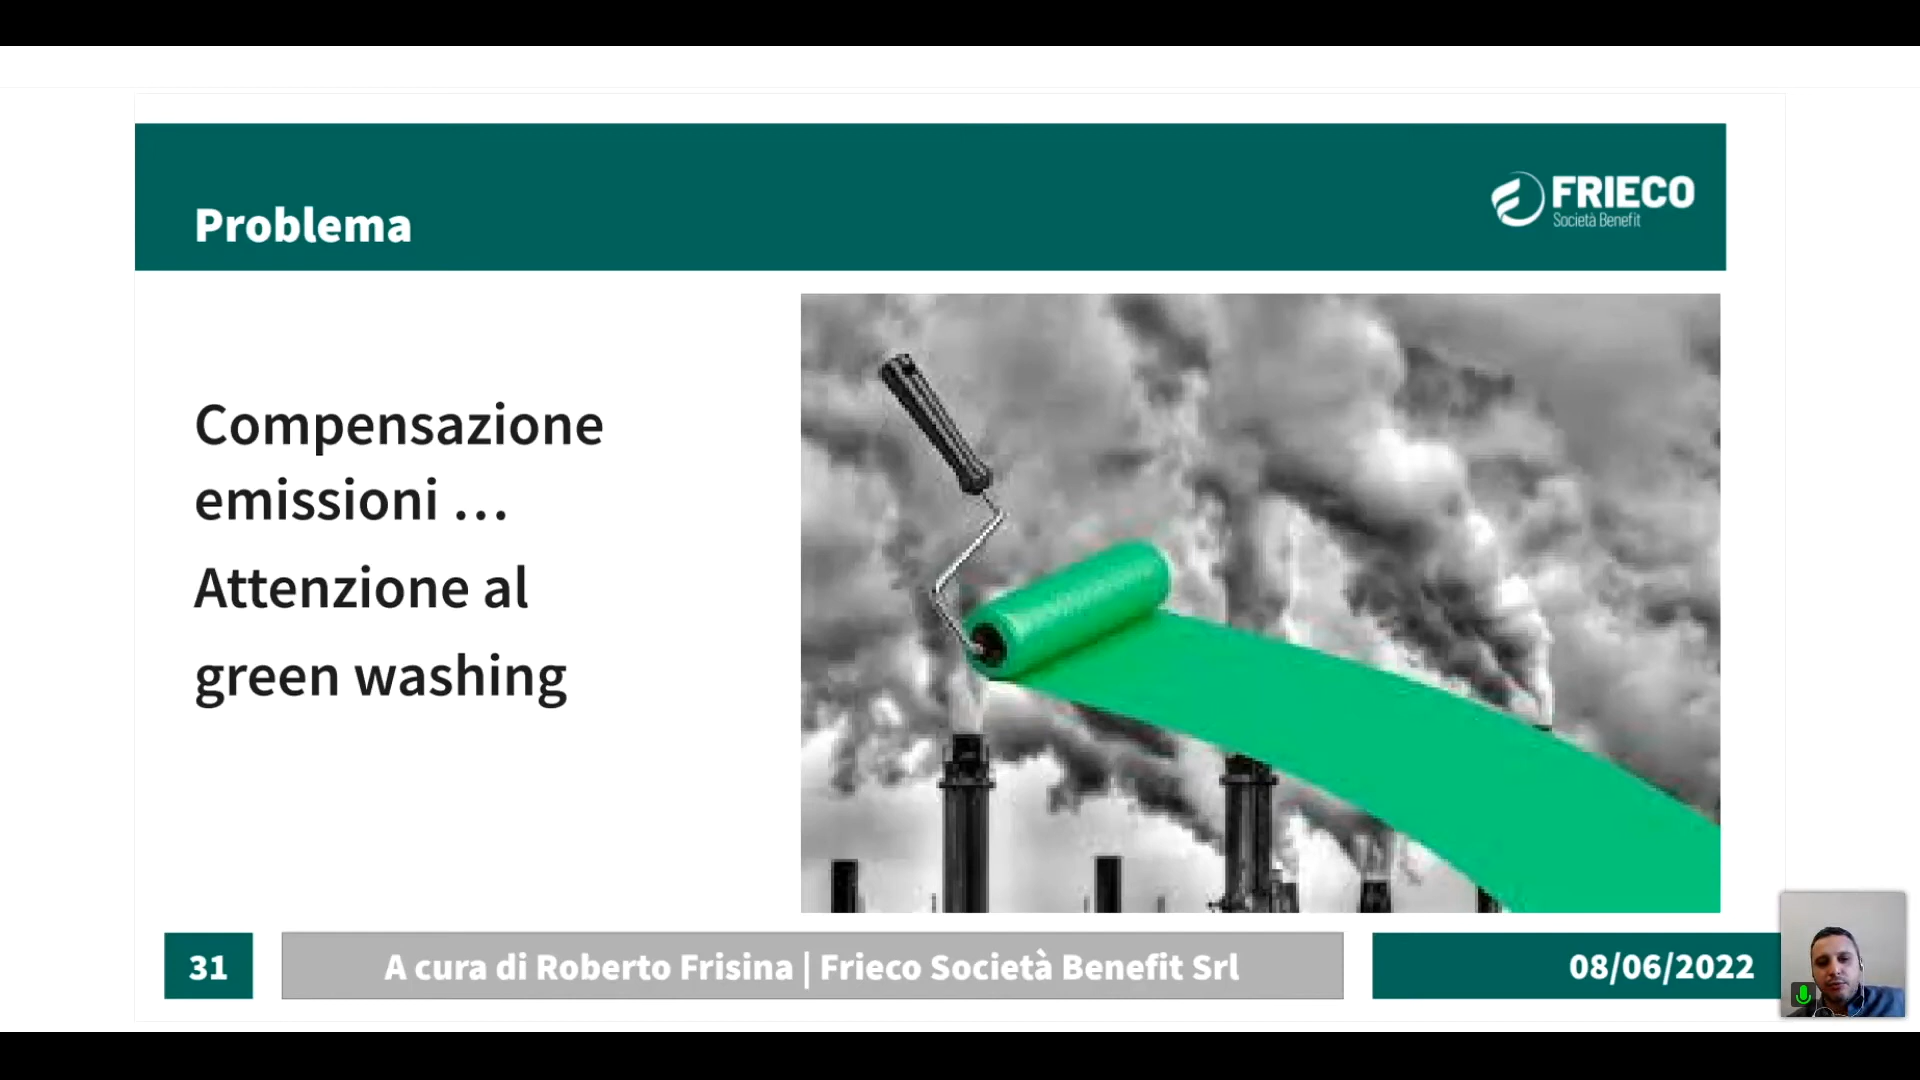 Problema
FRIECO
Società Benefit
Compensazione
emissioni …
Attenzione al
green washing
31
A cura di Roberto Frisina | Frieco Società Benefit Srl
08/06/2022